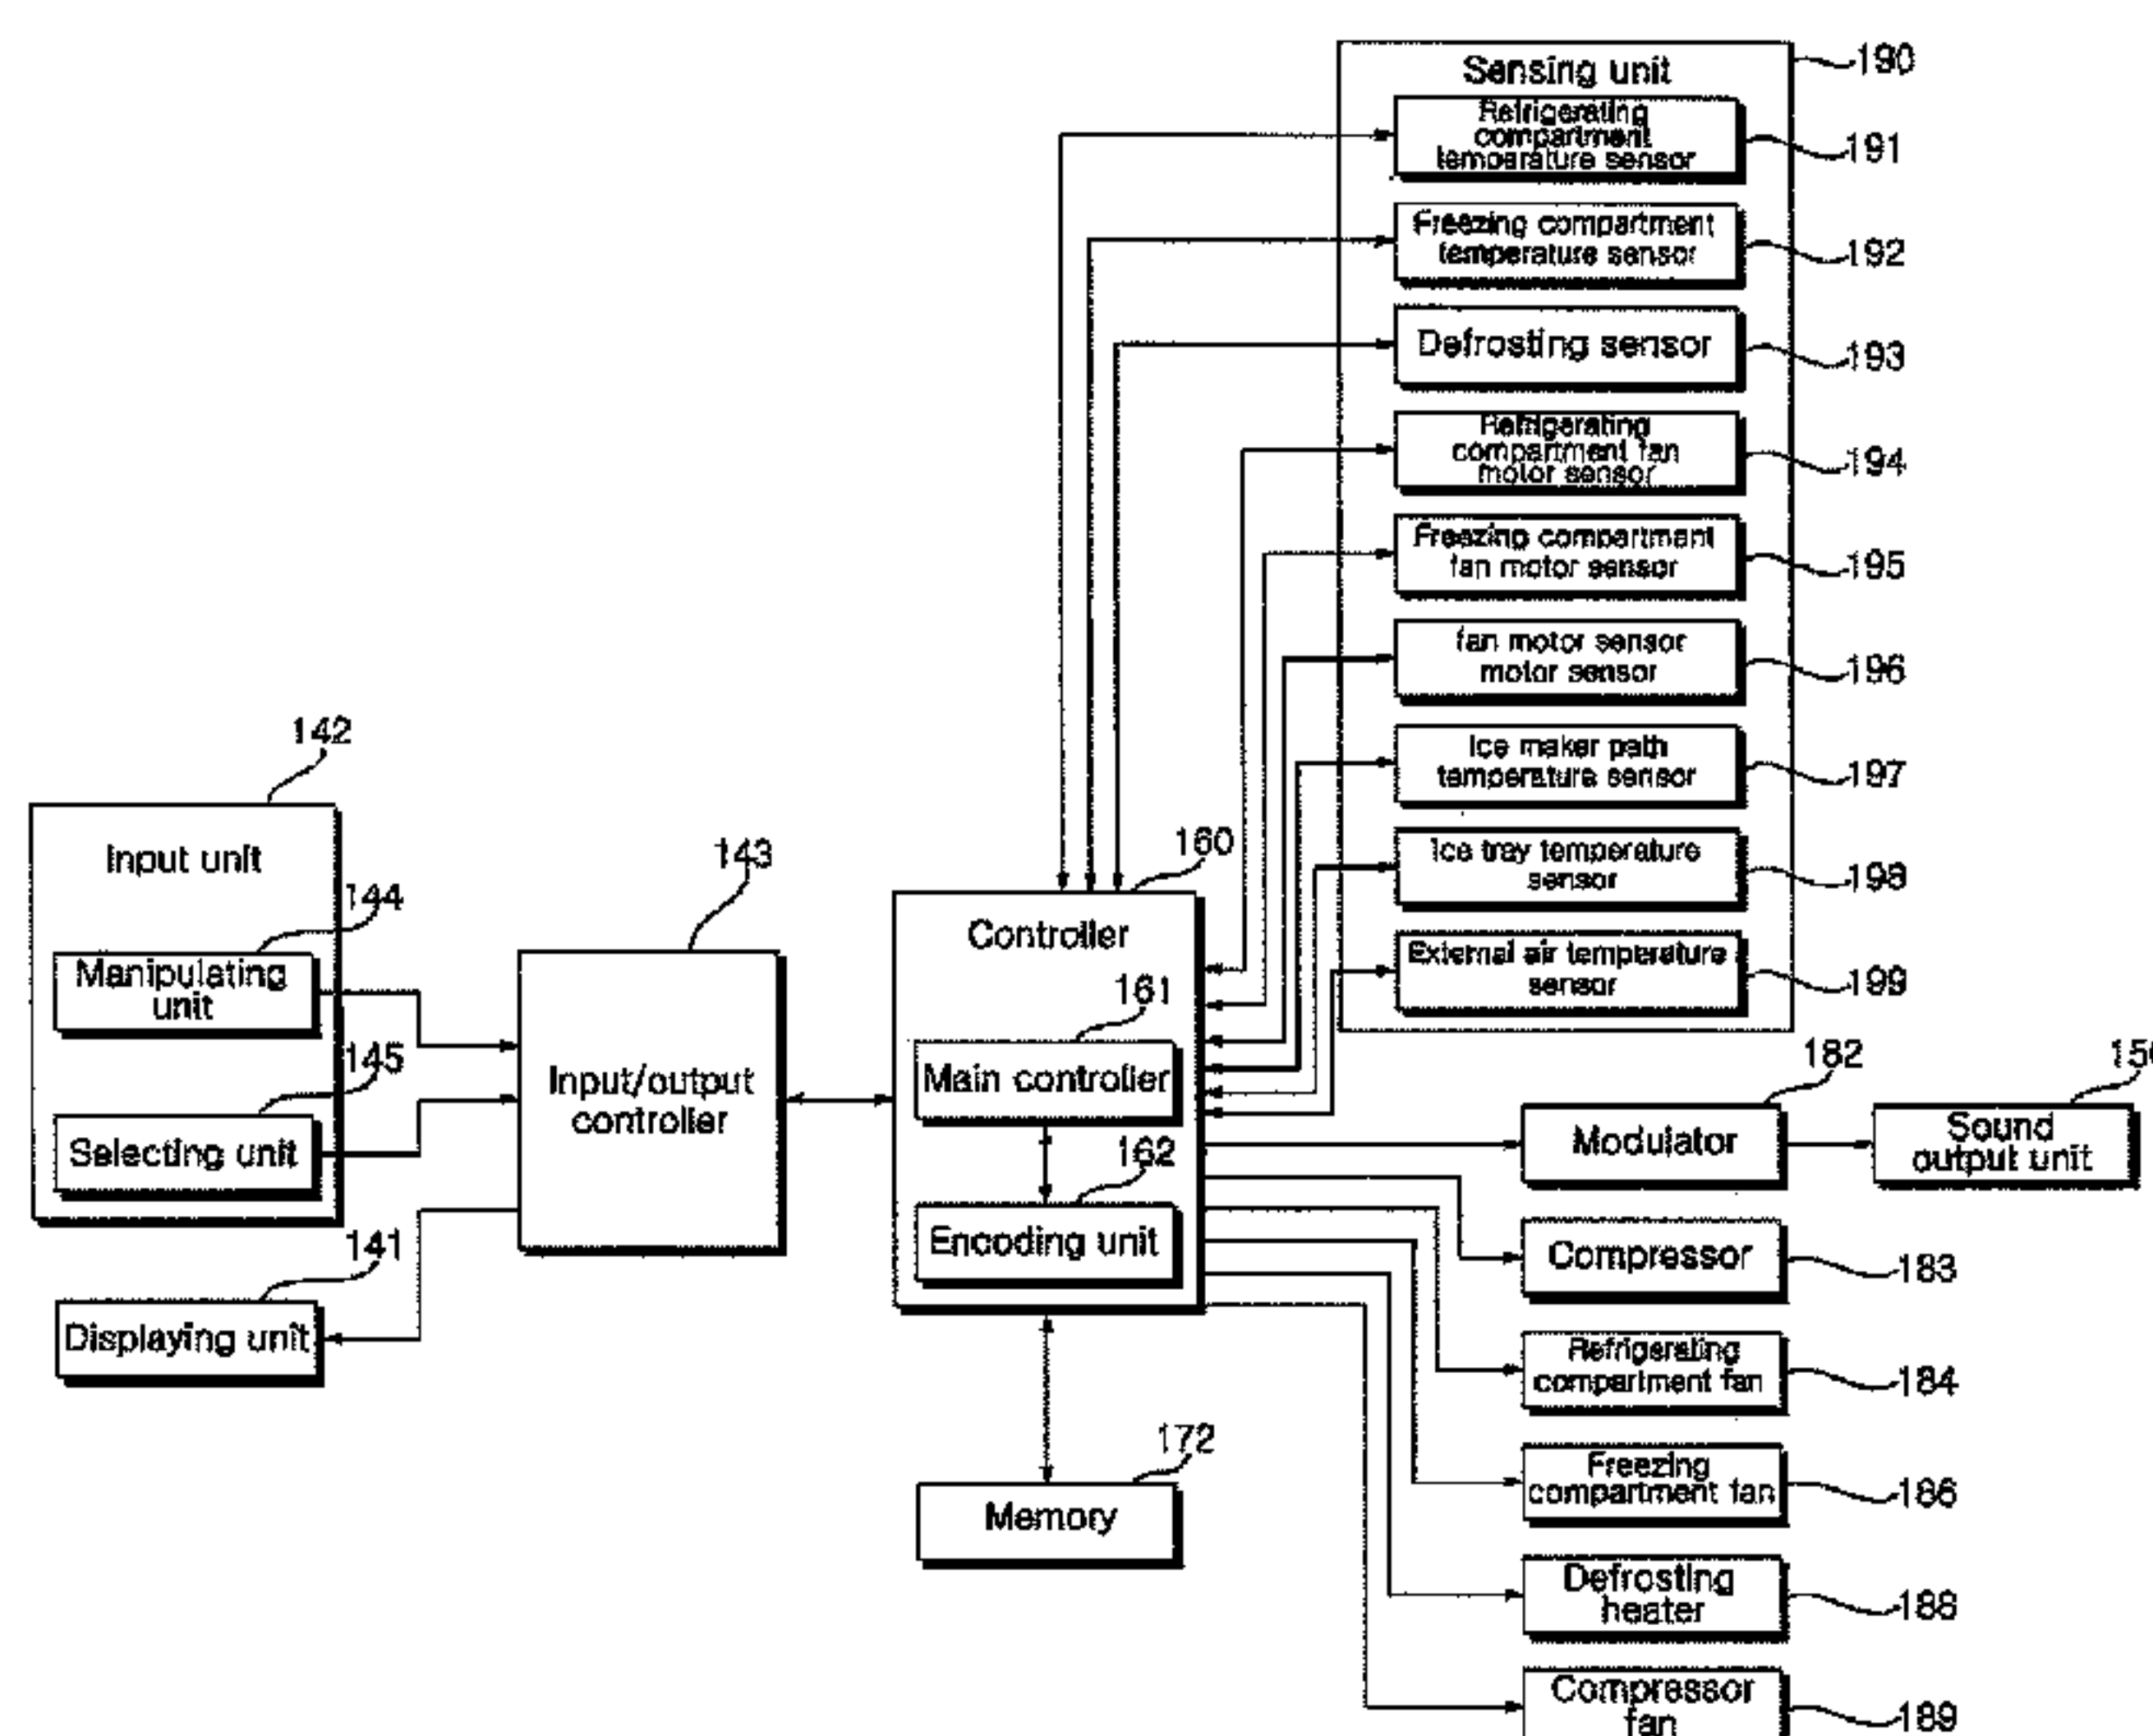 Sensing unit
190
Refrigerating
compartment
temperature sensor
191
Freezing compartment
temperature sensor
192
Defrosting sensor
193
Refrigerating
compartment fan
motor sensor
194
Freezing compartment
fan motor sensor
195
fan motor sensor
motor sensor
196
Ice maker path
temperature sensor
197
Ice tray temperature
sensor
198
External air temperature
sensor
199
142
Input unit
144
Manipulating
unit
145
Selecting unit
141
Displaying unit
143
Input/output
controller
160
Controller
161
Main controller
162
Encoding unit
172
Memory
182
Modulator
Sound
output unit
Compressor
183
Refrigerating
compartment fan
184
Freezing
compartment fan
186
Defrosting
heater
188
Compressor
fan
189